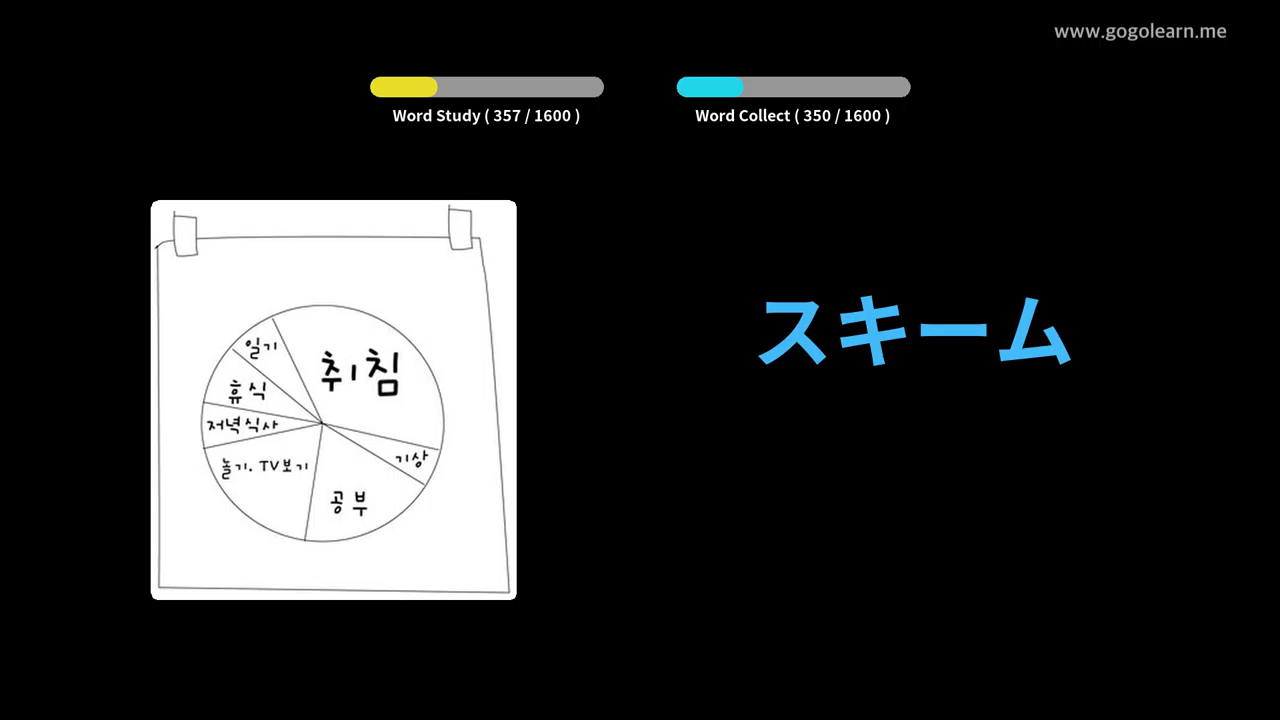 www.gogolearn.me
Word Study ( 357 / 1600 )
Word Collect ( 350 / 1600 )
일기
취침
휴식
저녁식사
놀기. TV보기
기상
공부
スキーム